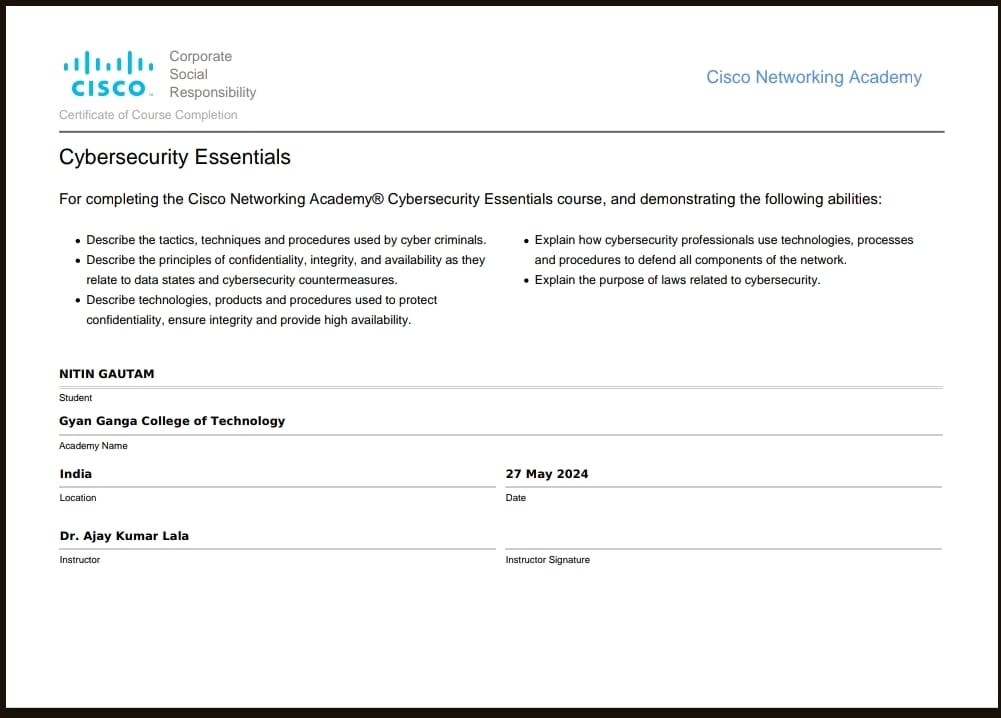 CISCO
Corporate
Social
Responsibility
Cisco Networking Academy
Certificate of Course Completion
Cybersecurity Essentials
For completing the Cisco Networking Academy® Cybersecurity Essentials course, and demonstrating the following abilities:
• Describe the tactics, techniques and procedures used by cyber criminals.
• Describe the principles of confidentiality, integrity, and availability as they
relate to data states and cybersecurity countermeasures.
• Describe technologies, products and procedures used to protect
confidentiality, ensure integrity and provide high availability.
• Explain how cybersecurity professionals use technologies, processes
and procedures to defend all components of the network.
• Explain the purpose of laws related to cybersecurity.
NITIN GAUTAM
Student
Gyan Ganga College of Technology
Academy Name
India
Location
27 May 2024
Date
Dr. Ajay Kumar Lala
Instructor
Instructor Signature